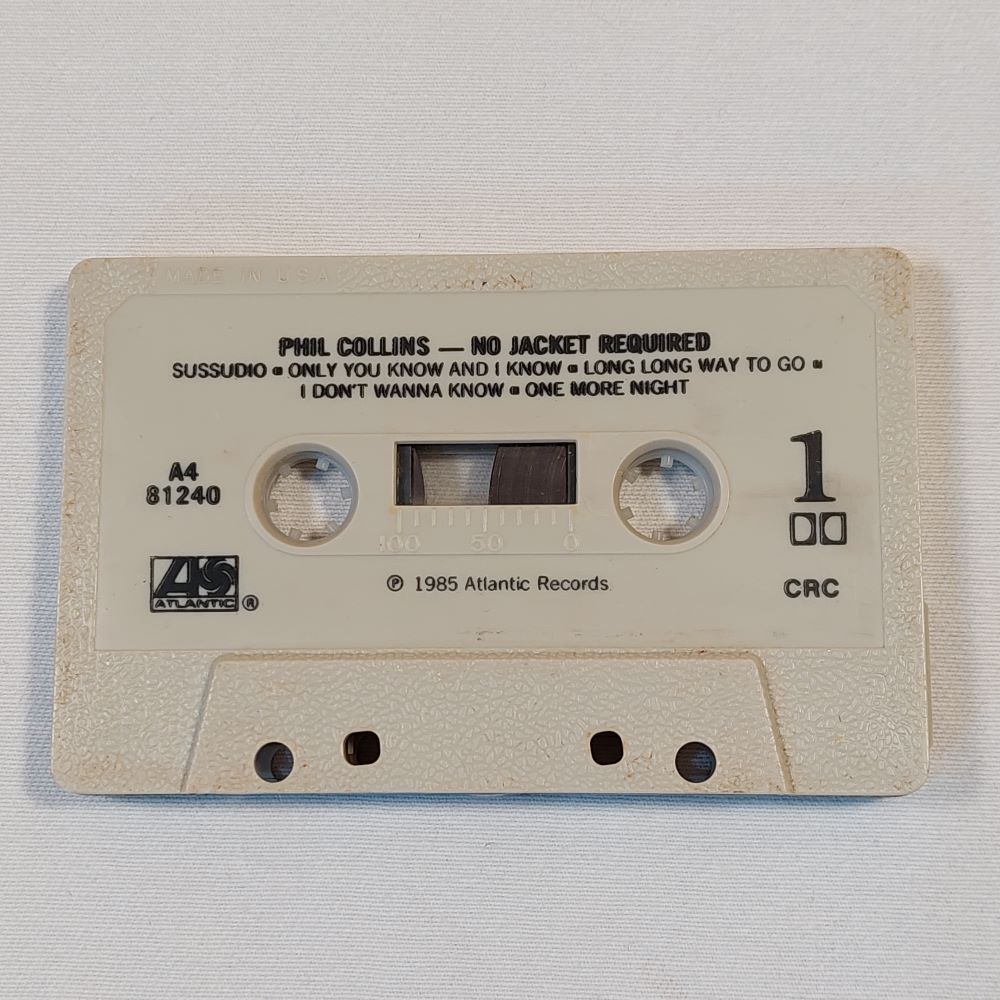 MADE IN U.S.A.
PHIL COLLINS — NO JACKET REQUIRED
SUSSUDIO ▪ ONLY YOU KNOW AND I KNOW ▪ LONG LONG WAY TO GO ▪
I DON'T WANNA KNOW ▪ ONE MORE NIGHT
A4
81240
1
100 50 0
ATLANTIC ®
℗ 1985 Atlantic Records
CRC